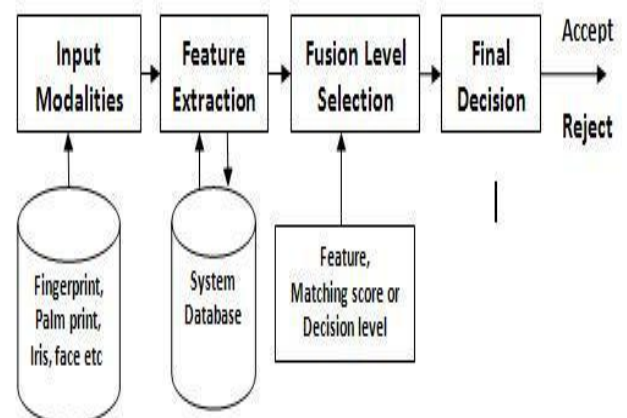 Input
Modalities
Feature
Extraction
Fusion Level
Selection
Final
Decision
Accept
Reject
Fingerprint,
Palm print,
Iris, face etc
System
Database
Feature,
Matching score or
Decision level